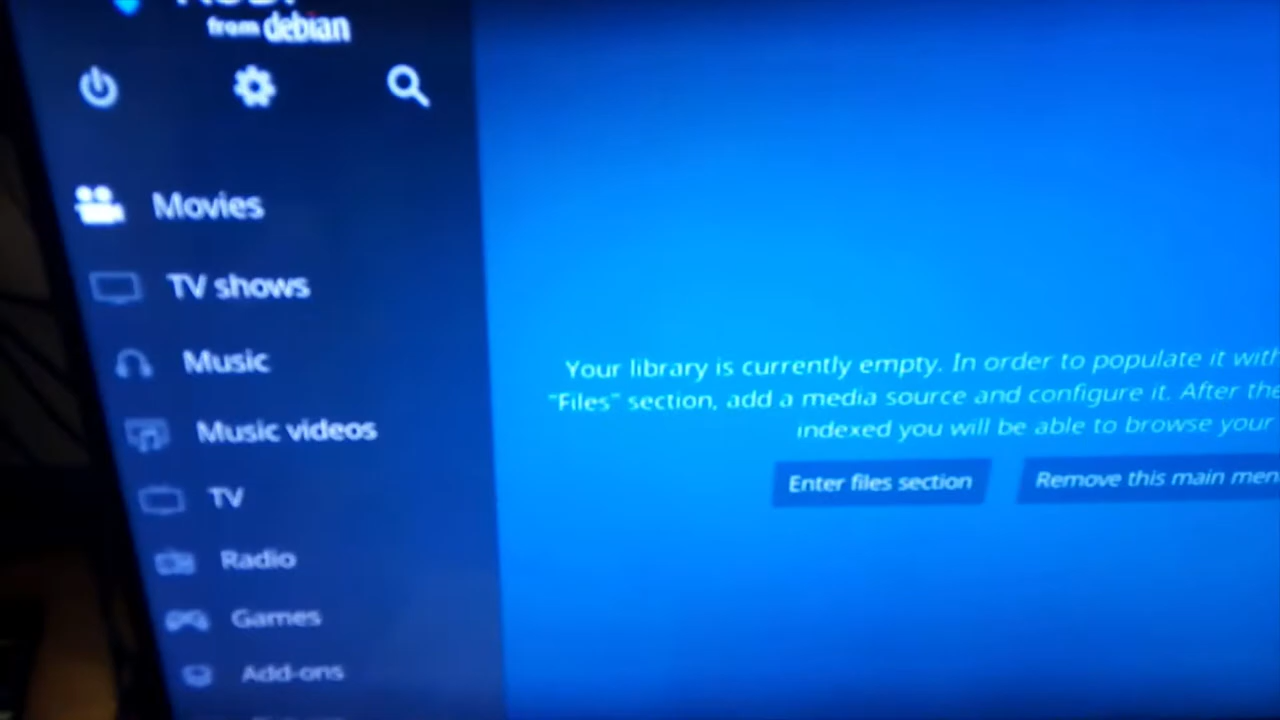 from debian
Movies
TV shows
Music
Music videos
TV
Radio
Games
Add-ons
Your library is currently empty. In order to populate it with
"Files" section, add a media source and configure it. After the
indexed you will be able to browse your
Enter files section
Remove this main men